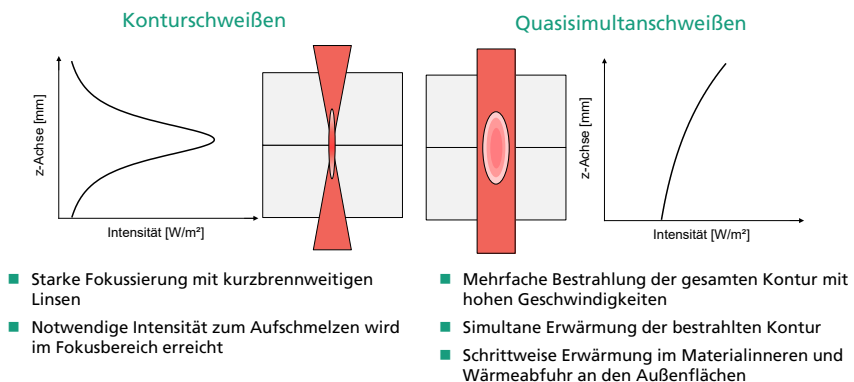 Konturschweißen
z-Achse [mm]
Intensität [W/m²]
Starke Fokussierung mit kurzbrennweitigen
Linsen
Notwendige Intensität zum Aufschmelzen wird
im Fokusbereich erreicht
Quasisimultanschweißen
z-Achse [mm]
Intensität [W/m²]
Mehrfache Bestrahlung der gesamten Kontur mit
hohen Geschwindigkeiten
Simultane Erwärmung der bestrahlten Kontur
Schrittweise Erwärmung im Materialinneren und
Wärmeabfuhr an den Außenflächen